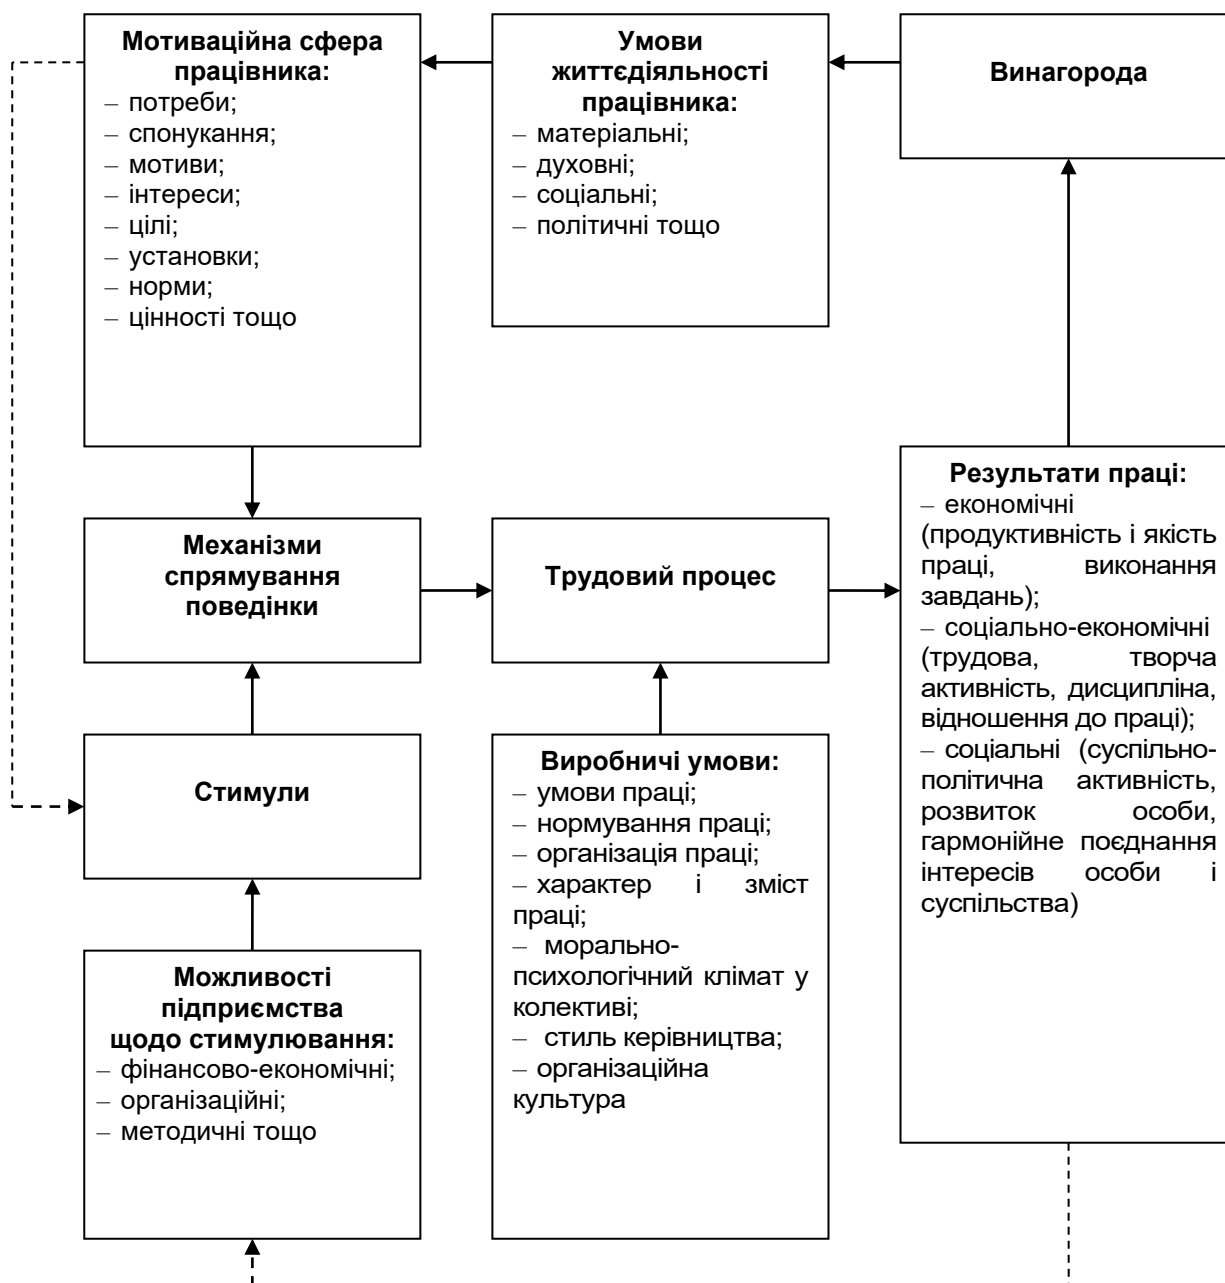 Мотиваційна сфера
працівника:
– потреби;
– спонукання;
– мотиви;
– інтереси;
– цілі;
– установки;
– норми;
– цінності тощо
Умови
життєдіяльності
працівника:
– матеріальні;
– духовні;
– соціальні;
– політичні тощо
Винагорода
Механізми
спрямування
поведінки
Трудовий процес
Результати праці:
– економічні
(продуктивність і якість
праці, виконання
завдань);
– соціально-економічні
(трудова, творча
активність, дисципліна,
відношення до праці);
– соціальні (суспільно-
політична активність,
розвиток особи,
гармонійне поєднання
інтересів особи і
суспільства)
Стимули
Виробничі умови:
– умови праці;
– нормування праці;
– організація праці;
– характер і зміст
праці;
– морально-
психологічний клімат у
колективі;
– стиль керівництва;
– організаційна
культура
Можливості
підприємства
щодо стимулювання:
– фінансово-економічні;
– організаційні;
– методичні тощо